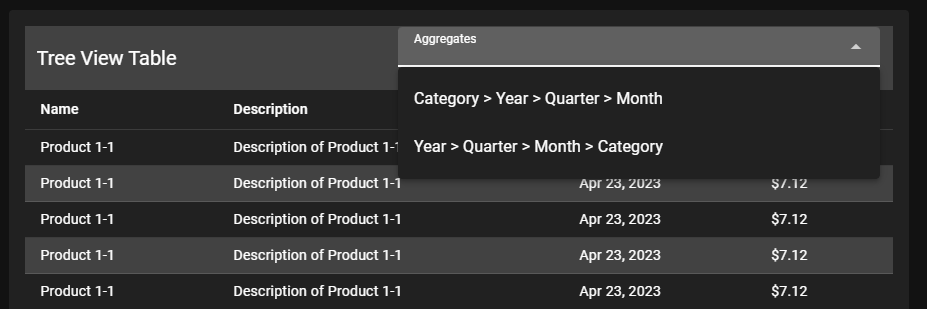 Aggregates
Tree View Table
Category > Year > Quarter > Month
Name Description
Year > Quarter > Month > Category
Product 1-1 Description of Product 1-1
Product 1-1 Description of Product 1-1 Apr 23, 2023 $7.12
Product 1-1 Description of Product 1-1 Apr 23, 2023 $7.12
Product 1-1 Description of Product 1-1 Apr 23, 2023 $7.12
Product 1-1 Description of Product 1-1 Apr 23, 2023 $7.12